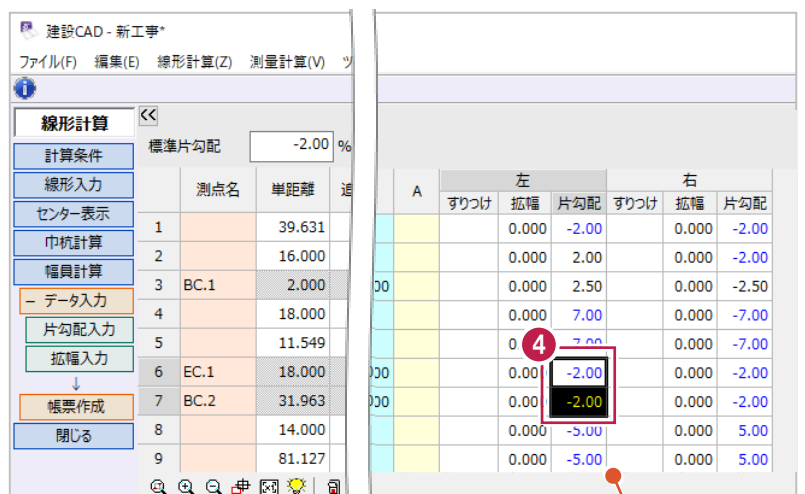 建設CAD - 新工事*
ファイル(F) 編集(E) 線形計算(Z) 測量計算(V)
線形計算
計算条件
線形入力
センター表示
巾杭計算
幅員計算
− データ入力
片勾配入力
拡幅入力
↓
帳票作成
閉じる
<<
標準片勾配 -2.00 %
測点名 単距離 A 左 右
すりつけ 拡幅 片勾配 すりつけ 拡幅 片勾配
1 39.631 0.000 -2.00 0.000 -2.00
2 16.000 0.000 2.00 0.000 -2.00
3 BC.1 2.000 00 0.000 2.50 0.000 -2.50
4 18.000 0.000 7.00 0.000 -7.00
5 11.549 7.00 0.000 -7.00
4
6 EC.1 18.000 00 0.00 -2.00 0.000 -2.00
7 BC.2 31.963 00 0.00 -2.00 0.000 -2.00
8 14.000 0.000 -5.00 0.000 5.00
9 81.127 0.000 -5.00 0.000 5.00